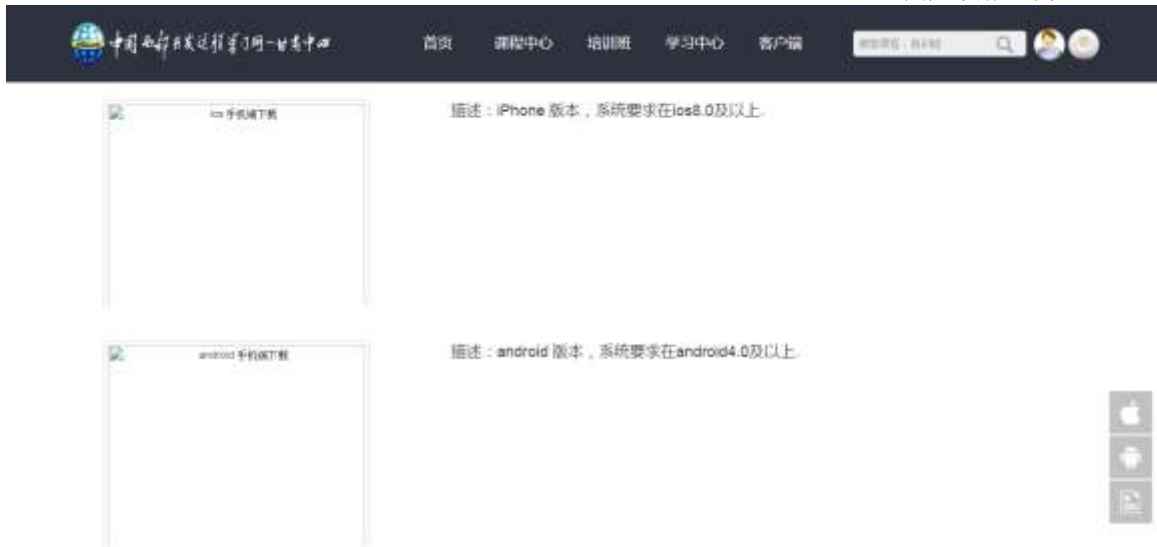 中国西部开发远程学习网-甘肃中心
首页 课程中心 培训班 学习中心 客户端
ios 手机端下载
描述：iPhone 版本，系统要求在ios8.0及以上.
android 手机端下载
描述：android 版本，系统要求在android4.0及以上.